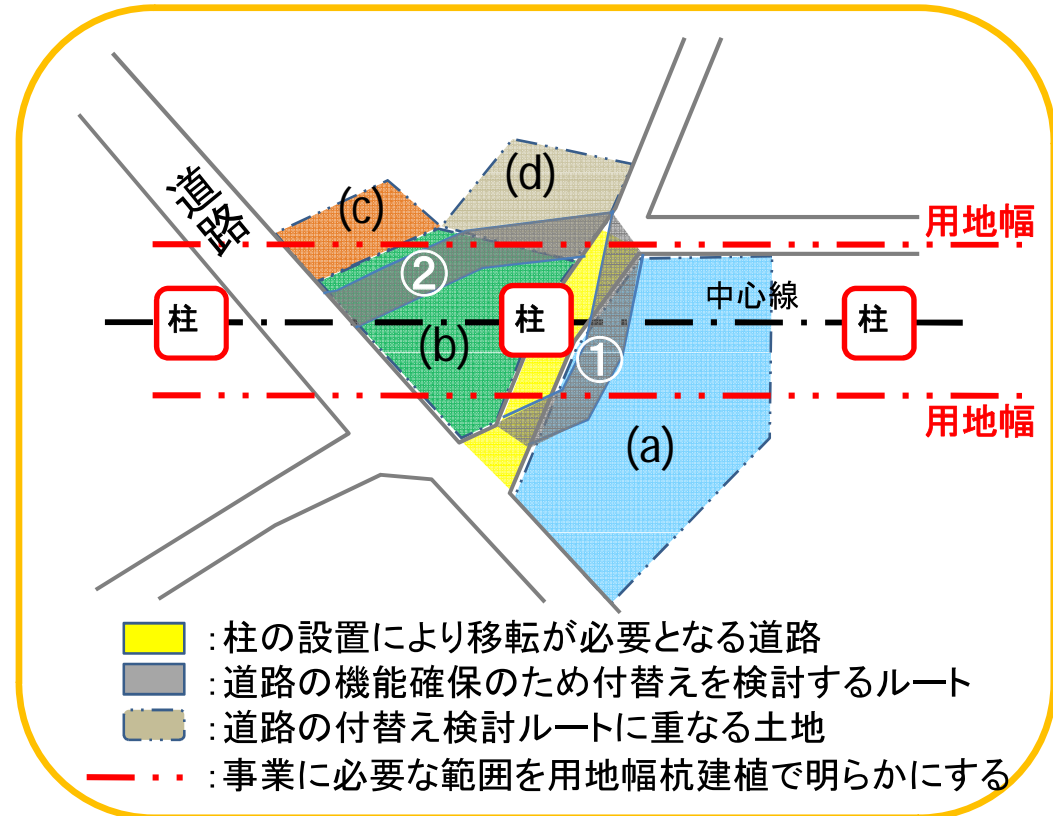 道路
(d)
(c)
用地幅
②
中心線
柱
柱
柱
(b)
①
用地幅
(a)
：柱の設置により移転が必要となる道路
：道路の機能確保のため付替えを検討するルート
：道路の付替え検討ルートに重なる土地
：事業に必要な範囲を用地幅杭建植で明らかにする